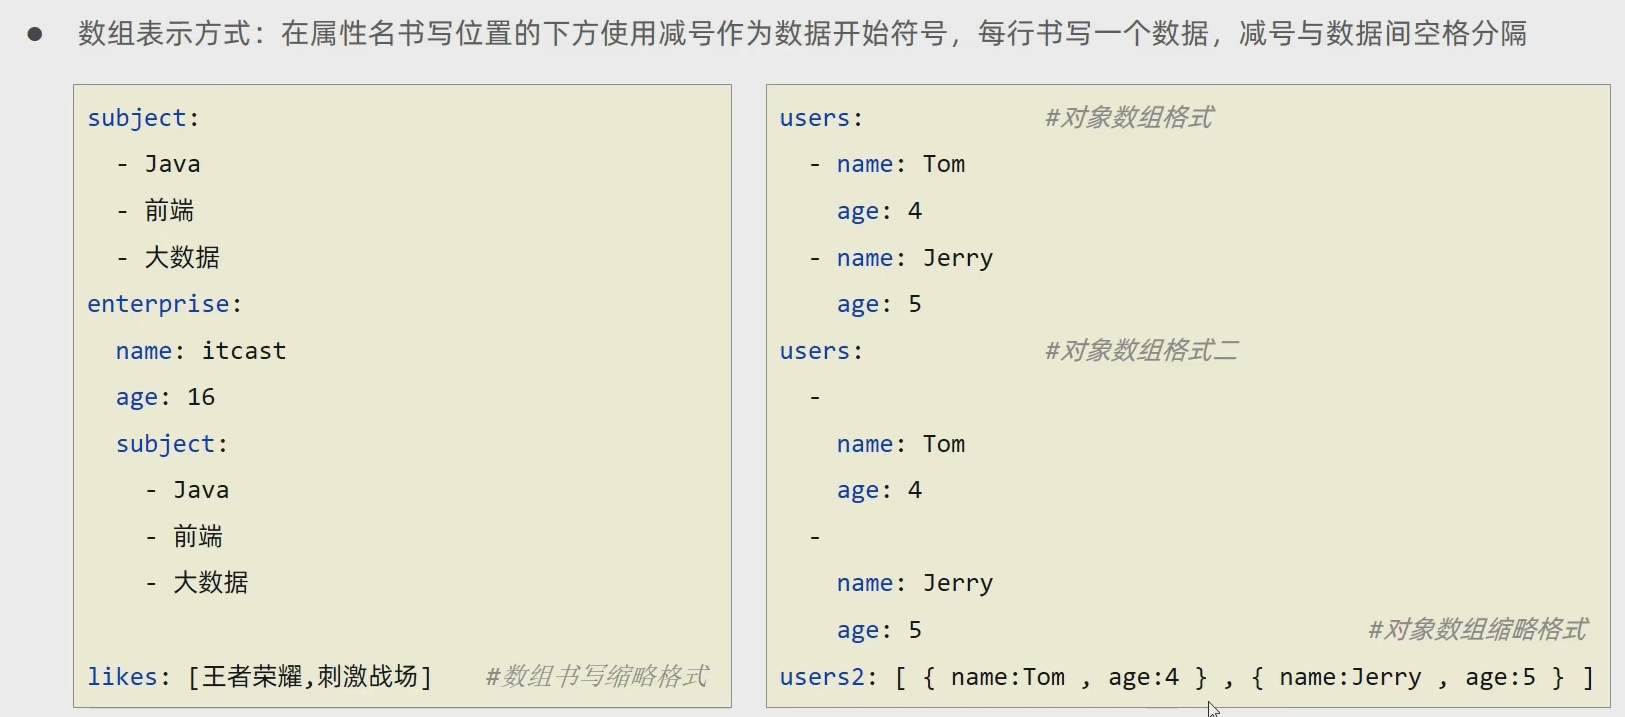 ● 数组表示方式：在属性名书写位置的下方使用减号作为数据开始符号，每行书写一个数据，减号与数据间空格分隔
subject:
  - Java
  - 前端
  - 大数据
enterprise:
  name: itcast
  age: 16
  subject:
    - Java
    - 前端
    - 大数据
likes: [王者荣耀,刺激战场]    #数组书写缩略格式
users:             #对象数组格式
  - name: Tom
    age: 4
  - name: Jerry
    age: 5
users:             #对象数组格式二
  -
    name: Tom
    age: 4
  -
    name: Jerry
    age: 5                               #对象数组缩略格式
users2: [ { name:Tom , age:4 } , { name:Jerry , age:5 } ]